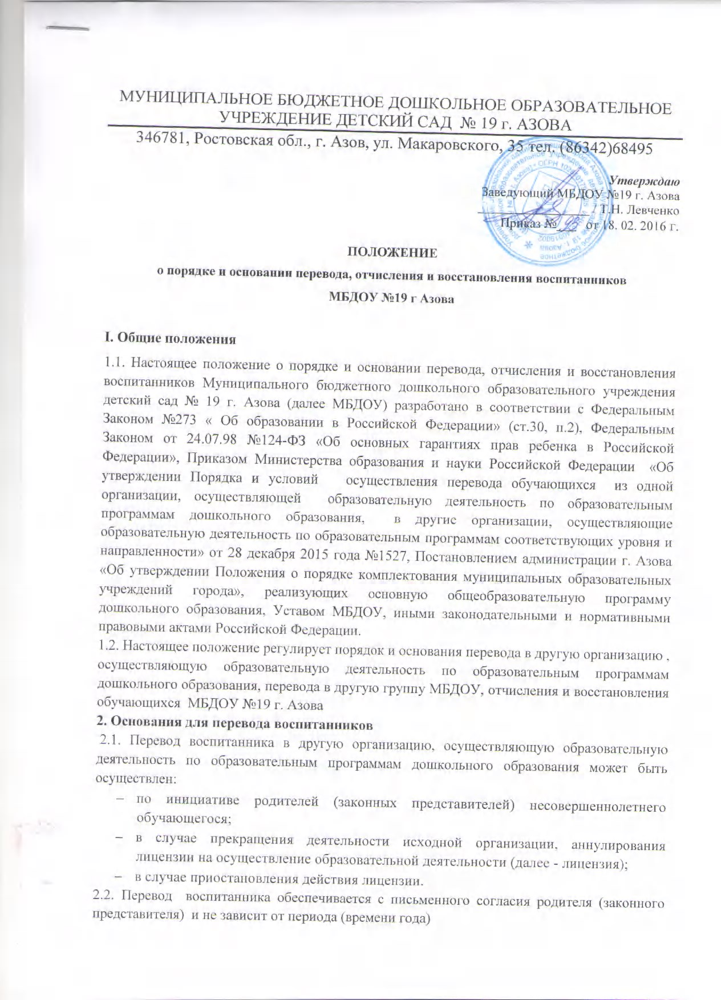 МУНИЦИПАЛЬНОЕ БЮДЖЕТНОЕ ДОШКОЛЬНОЕ ОБРАЗОВАТЕЛЬНОЕ
УЧРЕЖДЕНИЕ ДЕТСКИЙ САД № 19 г. АЗОВА
346781, Ростовская обл., г. Азов, ул. Макаровского, 35 тел. (86342)68495
Утверждаю
Заведующий МБДОУ №19 г. Азова
/ Т.Н. Левченко
Приказ № 93 от 18. 02. 2016 г.
ПОЛОЖЕНИЕ
о порядке и основании перевода, отчисления и восстановления воспитанников
МБДОУ №19 г Азова
I. Общие положения
1.1. Настоящее положение о порядке и основании перевода, отчисления и восстановления
воспитанников Муниципального бюджетного дошкольного образовательного учреждения
детский сад № 19 г. Азова (далее МБДОУ) разработано в соответствии с Федеральным
Законом №273 « Об образовании в Российской Федерации» (ст.30, п.2), Федеральным
Законом от 24.07.98 №124-ФЗ «Об основных гарантиях прав ребенка в Российской
Федерации», Приказом Министерства образования и науки Российской Федерации «Об
утверждении Порядка и условий осуществления перевода обучающихся из одной
организации, осуществляющей образовательную деятельность по образовательным
программам дошкольного образования, в другие организации, осуществляющие
образовательную деятельность по образовательным программам соответствующих уровня и
направленности» от 28 декабря 2015 года №1527, Постановлением администрации г. Азова
«Об утверждении Положения о порядке комплектования муниципальных образовательных
учреждений города», реализующих основную общеобразовательную программу
дошкольного образования, Уставом МБДОУ, иными законодательными и нормативными
правовыми актами Российской Федерации.
1.2. Настоящее положение регулирует порядок и основания перевода в другую организацию ,
осуществляющую образовательную деятельность по образовательным программам
дошкольного образования, перевода в другую группу МБДОУ, отчисления и восстановления
обучающихся МБДОУ №19 г. Азова
2. Основания для перевода воспитанников
2.1. Перевод воспитанника в другую организацию, осуществляющую образовательную
деятельность по образовательным программам дошкольного образования может быть
осуществлен:
– по инициативе родителей (законных представителей) несовершеннолетнего
обучающегося;
– в случае прекращения деятельности исходной организации, аннулирования
лицензии на осуществление образовательной деятельности (далее - лицензия);
– в случае приостановления действия лицензии.
2.2. Перевод воспитанника обеспечивается с письменного согласия родителя (законного
представителя) и не зависит от периода (времени года)